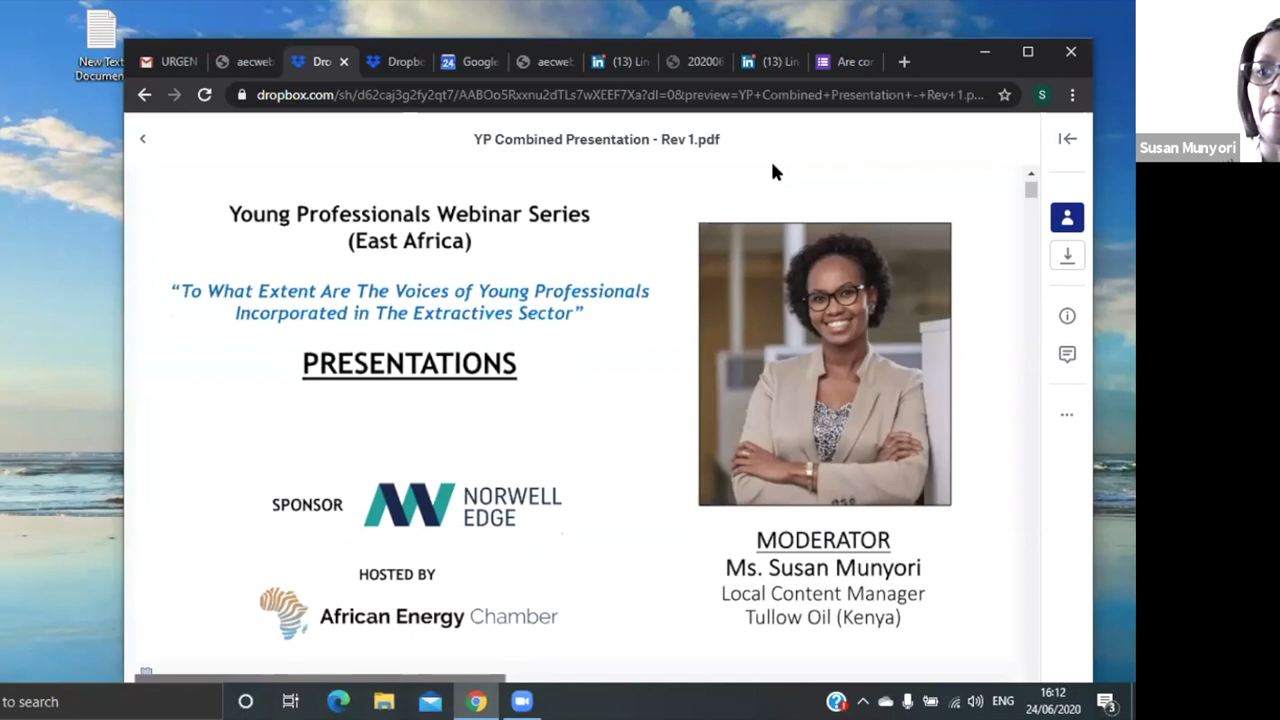 New Text
Documen
URGEN
aecweb
Dro
Dropbo
24
Google
aecweb
(13) Lin
202006
(13) Lin
Are cor
dropbox.com/sh/d62caj3g2fy2qt7/AABOo5Rxxnu2dTLs7wXEEF7Xa?dl=0&preview=YP+Combined+Presentation+-+Rev+1.p...
S
YP Combined Presentation - Rev 1.pdf
Susan Munyori
Young Professionals Webinar Series
(East Africa)
“To What Extent Are The Voices of Young Professionals
Incorporated in The Extractives Sector”
PRESENTATIONS
SPONSOR
NORWELL
EDGE
HOSTED BY
African Energy Chamber
MODERATOR
Ms. Susan Munyori
Local Content Manager
Tullow Oil (Kenya)
to search
ENG
16:12
24/06/2020
3